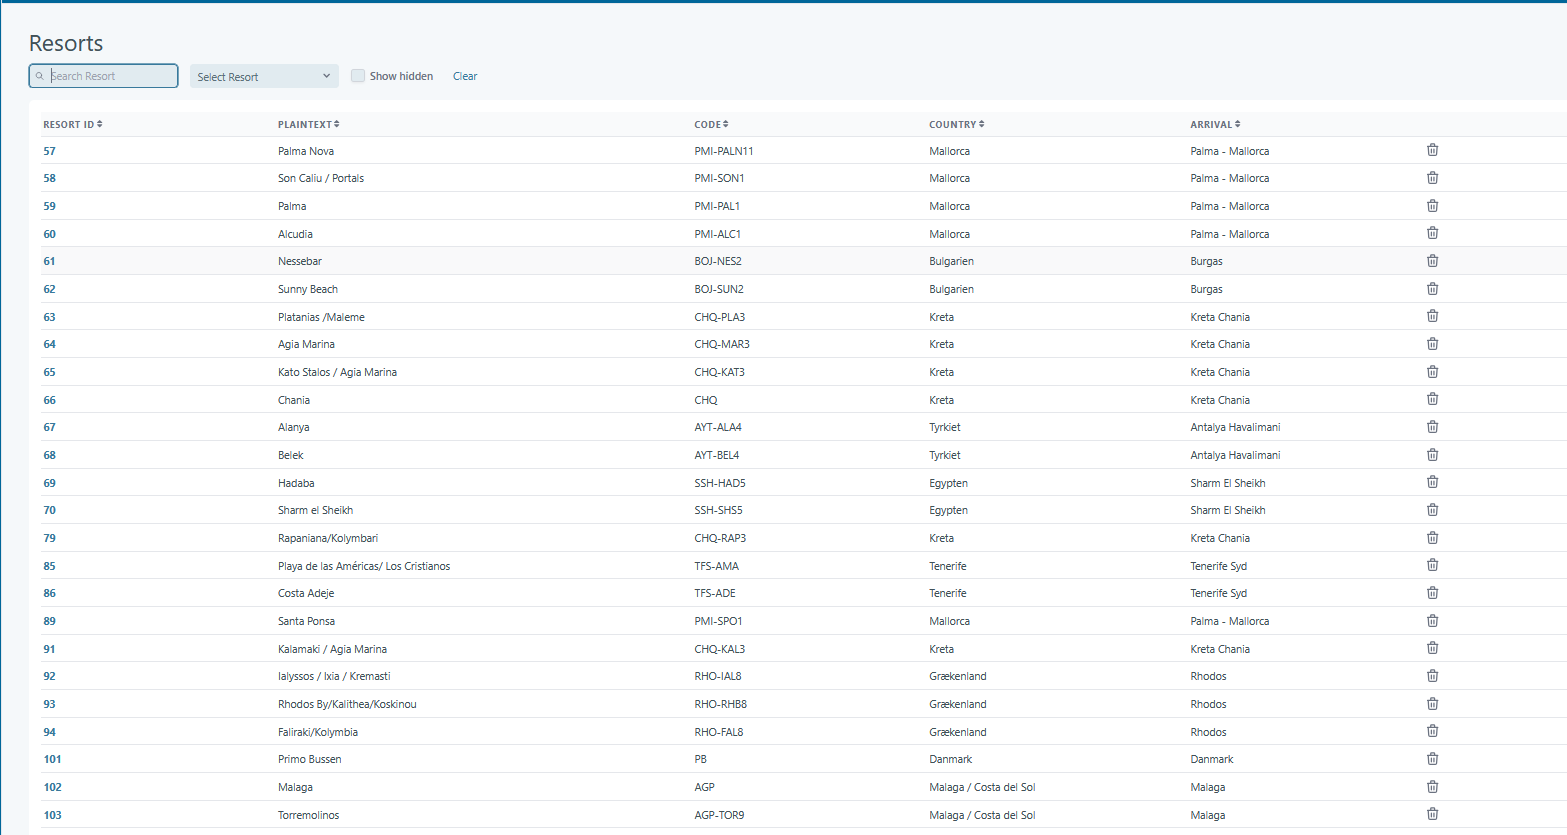 Resorts
Search Resort Select Resort Show hidden Clear
RESORT ID PLAINTEXT CODE COUNTRY ARRIVAL
57 Palma Nova PMI-PALN11 Mallorca Palma - Mallorca
58 Son Caliu / Portals PMI-SON1 Mallorca Palma - Mallorca
59 Palma PMI-PAL1 Mallorca Palma - Mallorca
60 Alcudia PMI-ALC1 Mallorca Palma - Mallorca
61 Nessebar BOJ-NES2 Bulgarien Burgas
62 Sunny Beach BOJ-SUN2 Bulgarien Burgas
63 Platanias /Maleme CHQ-PLA3 Kreta Kreta Chania
64 Agia Marina CHQ-MAR3 Kreta Kreta Chania
65 Kato Stalos / Agia Marina CHQ-KAT3 Kreta Kreta Chania
66 Chania CHQ Kreta Kreta Chania
67 Alanya AYT-ALA4 Tyrkiet Antalya Havalimani
68 Belek AYT-BEL4 Tyrkiet Antalya Havalimani
69 Hadaba SSH-HAD5 Egypten Sharm El Sheikh
70 Sharm el Sheikh SSH-SHS5 Egypten Sharm El Sheikh
79 Rapaniana/Kolymbari CHQ-RAP3 Kreta Kreta Chania
85 Playa de las Américas/ Los Cristianos TFS-AMA Tenerife Tenerife Syd
86 Costa Adeje TFS-ADE Tenerife Tenerife Syd
89 Santa Ponsa PMI-SPO1 Mallorca Palma - Mallorca
91 Kalamaki / Agia Marina CHQ-KAL3 Kreta Kreta Chania
92 Ialyssos / Ixia / Kremasti RHO-IAL8 Grækenland Rhodos
93 Rhodos By/Kalithea/Koskinou RHO-RHB8 Grækenland Rhodos
94 Faliraki/Kolymbia RHO-FAL8 Grækenland Rhodos
101 Primo Bussen PB Danmark Danmark
102 Malaga AGP Malaga / Costa del Sol Malaga
103 Torremolinos AGP-TOR9 Malaga / Costa del Sol Malaga